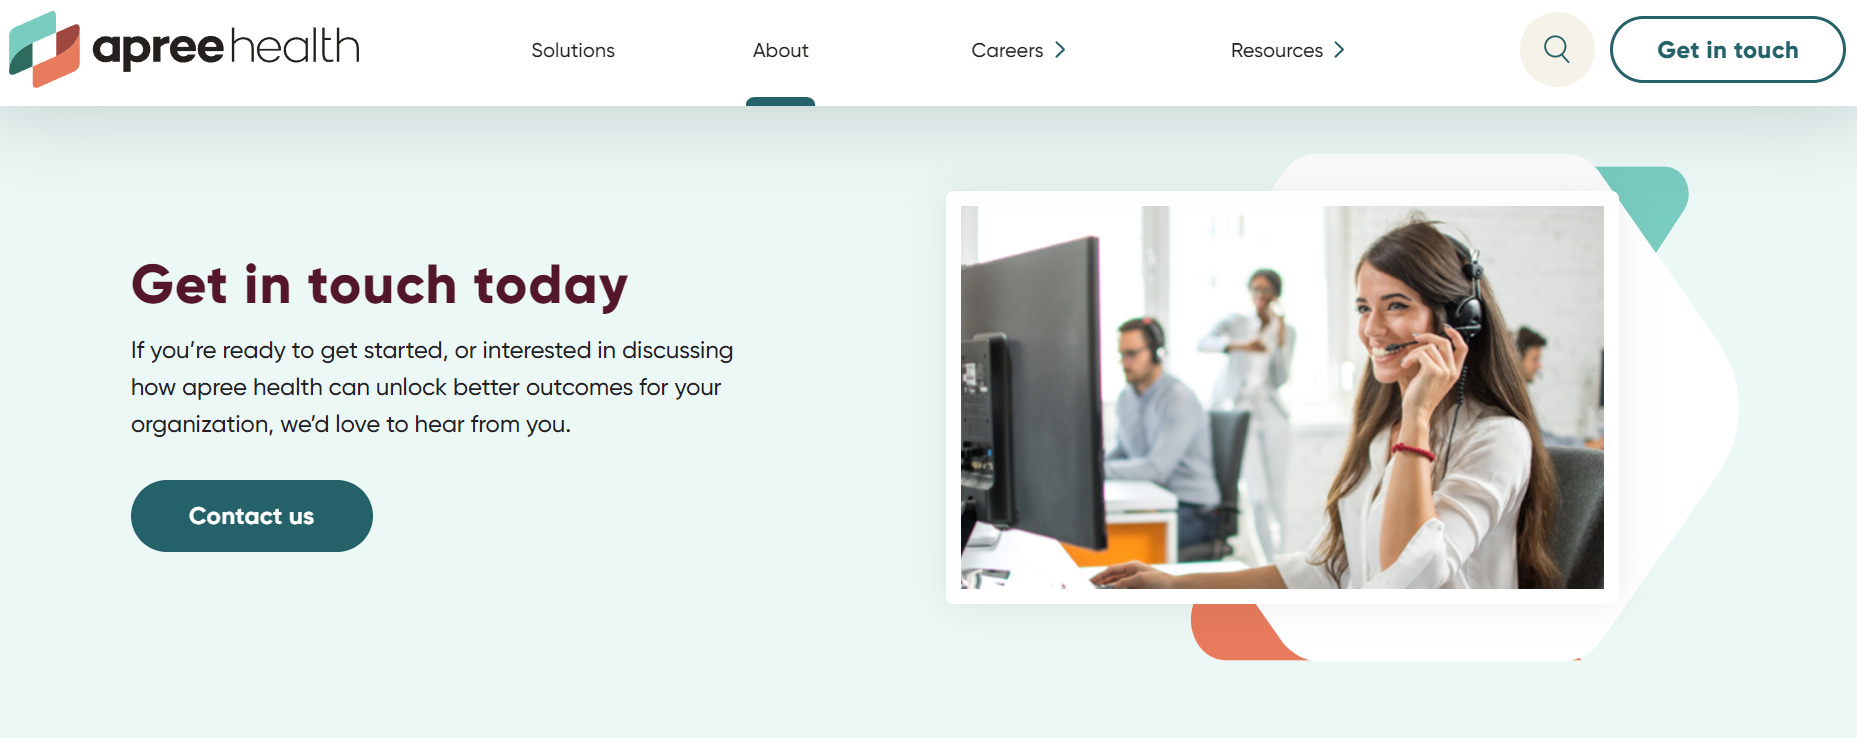 apree health
Solutions
About
Careers
Resources
Get in touch
Get in touch today
If you’re ready to get started, or interested in discussing
how apree health can unlock better outcomes for your
organization, we’d love to hear from you.
Contact us